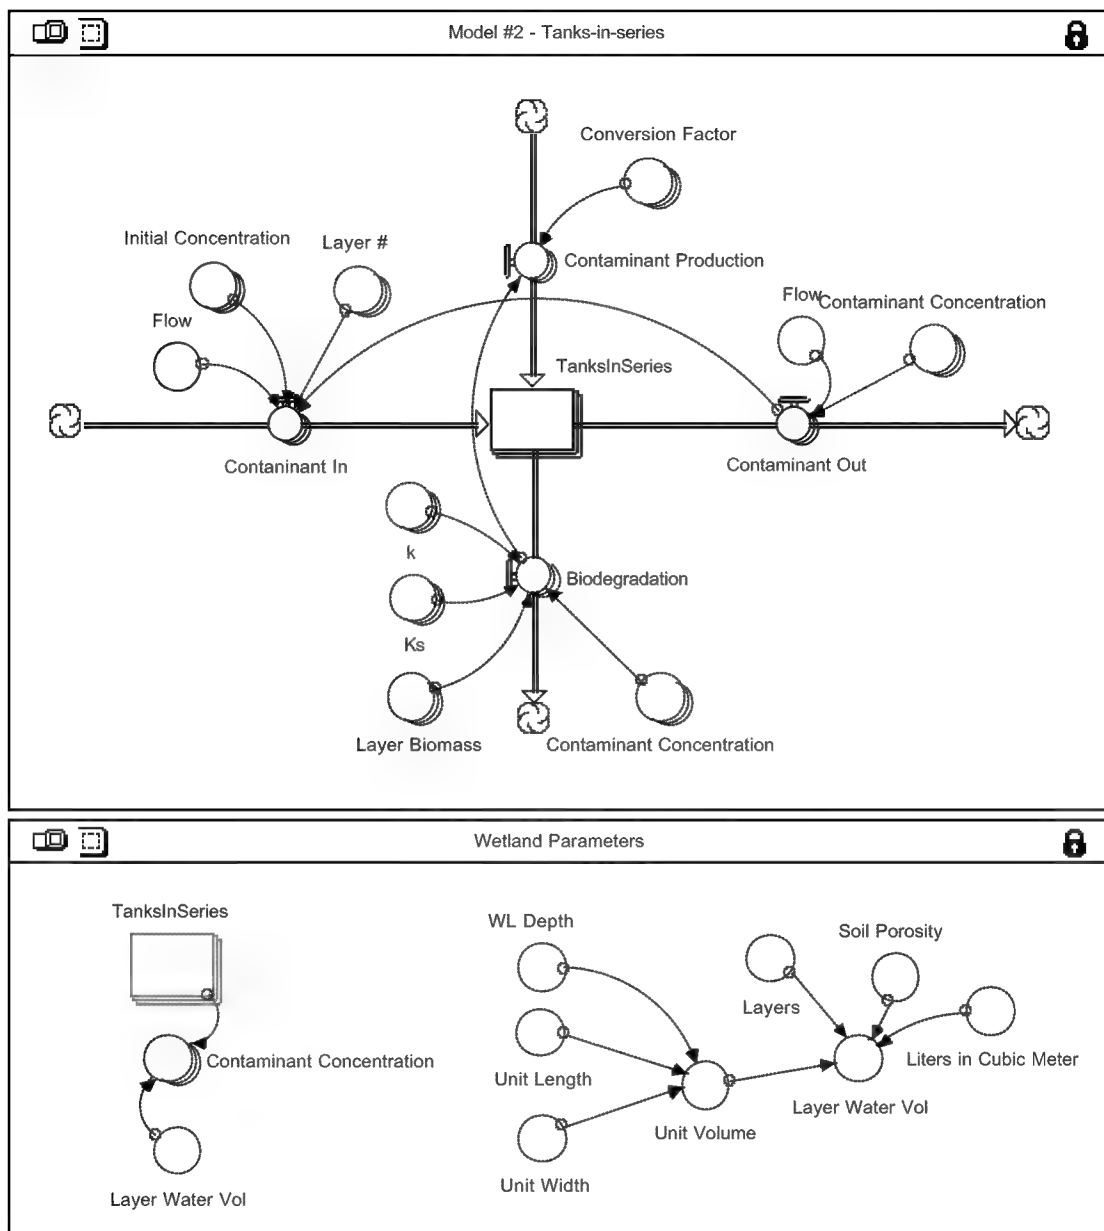 Model #2 - Tanks-in-series
Conversion Factor
Initial Concentration
Layer #
Contaminant Production
Flow
Flow
Contaminant Concentration
TanksInSeries
Contaninant In
Contaminant Out
k
Biodegradation
Ks
Layer Biomass
Contaminant Concentration
Wetland Parameters
TanksInSeries
WL Depth
Soil Porosity
Layers
Contaminant Concentration
Unit Length
Liters in Cubic Meter
Layer Water Vol
Unit Volume
Unit Width
Layer Water Vol